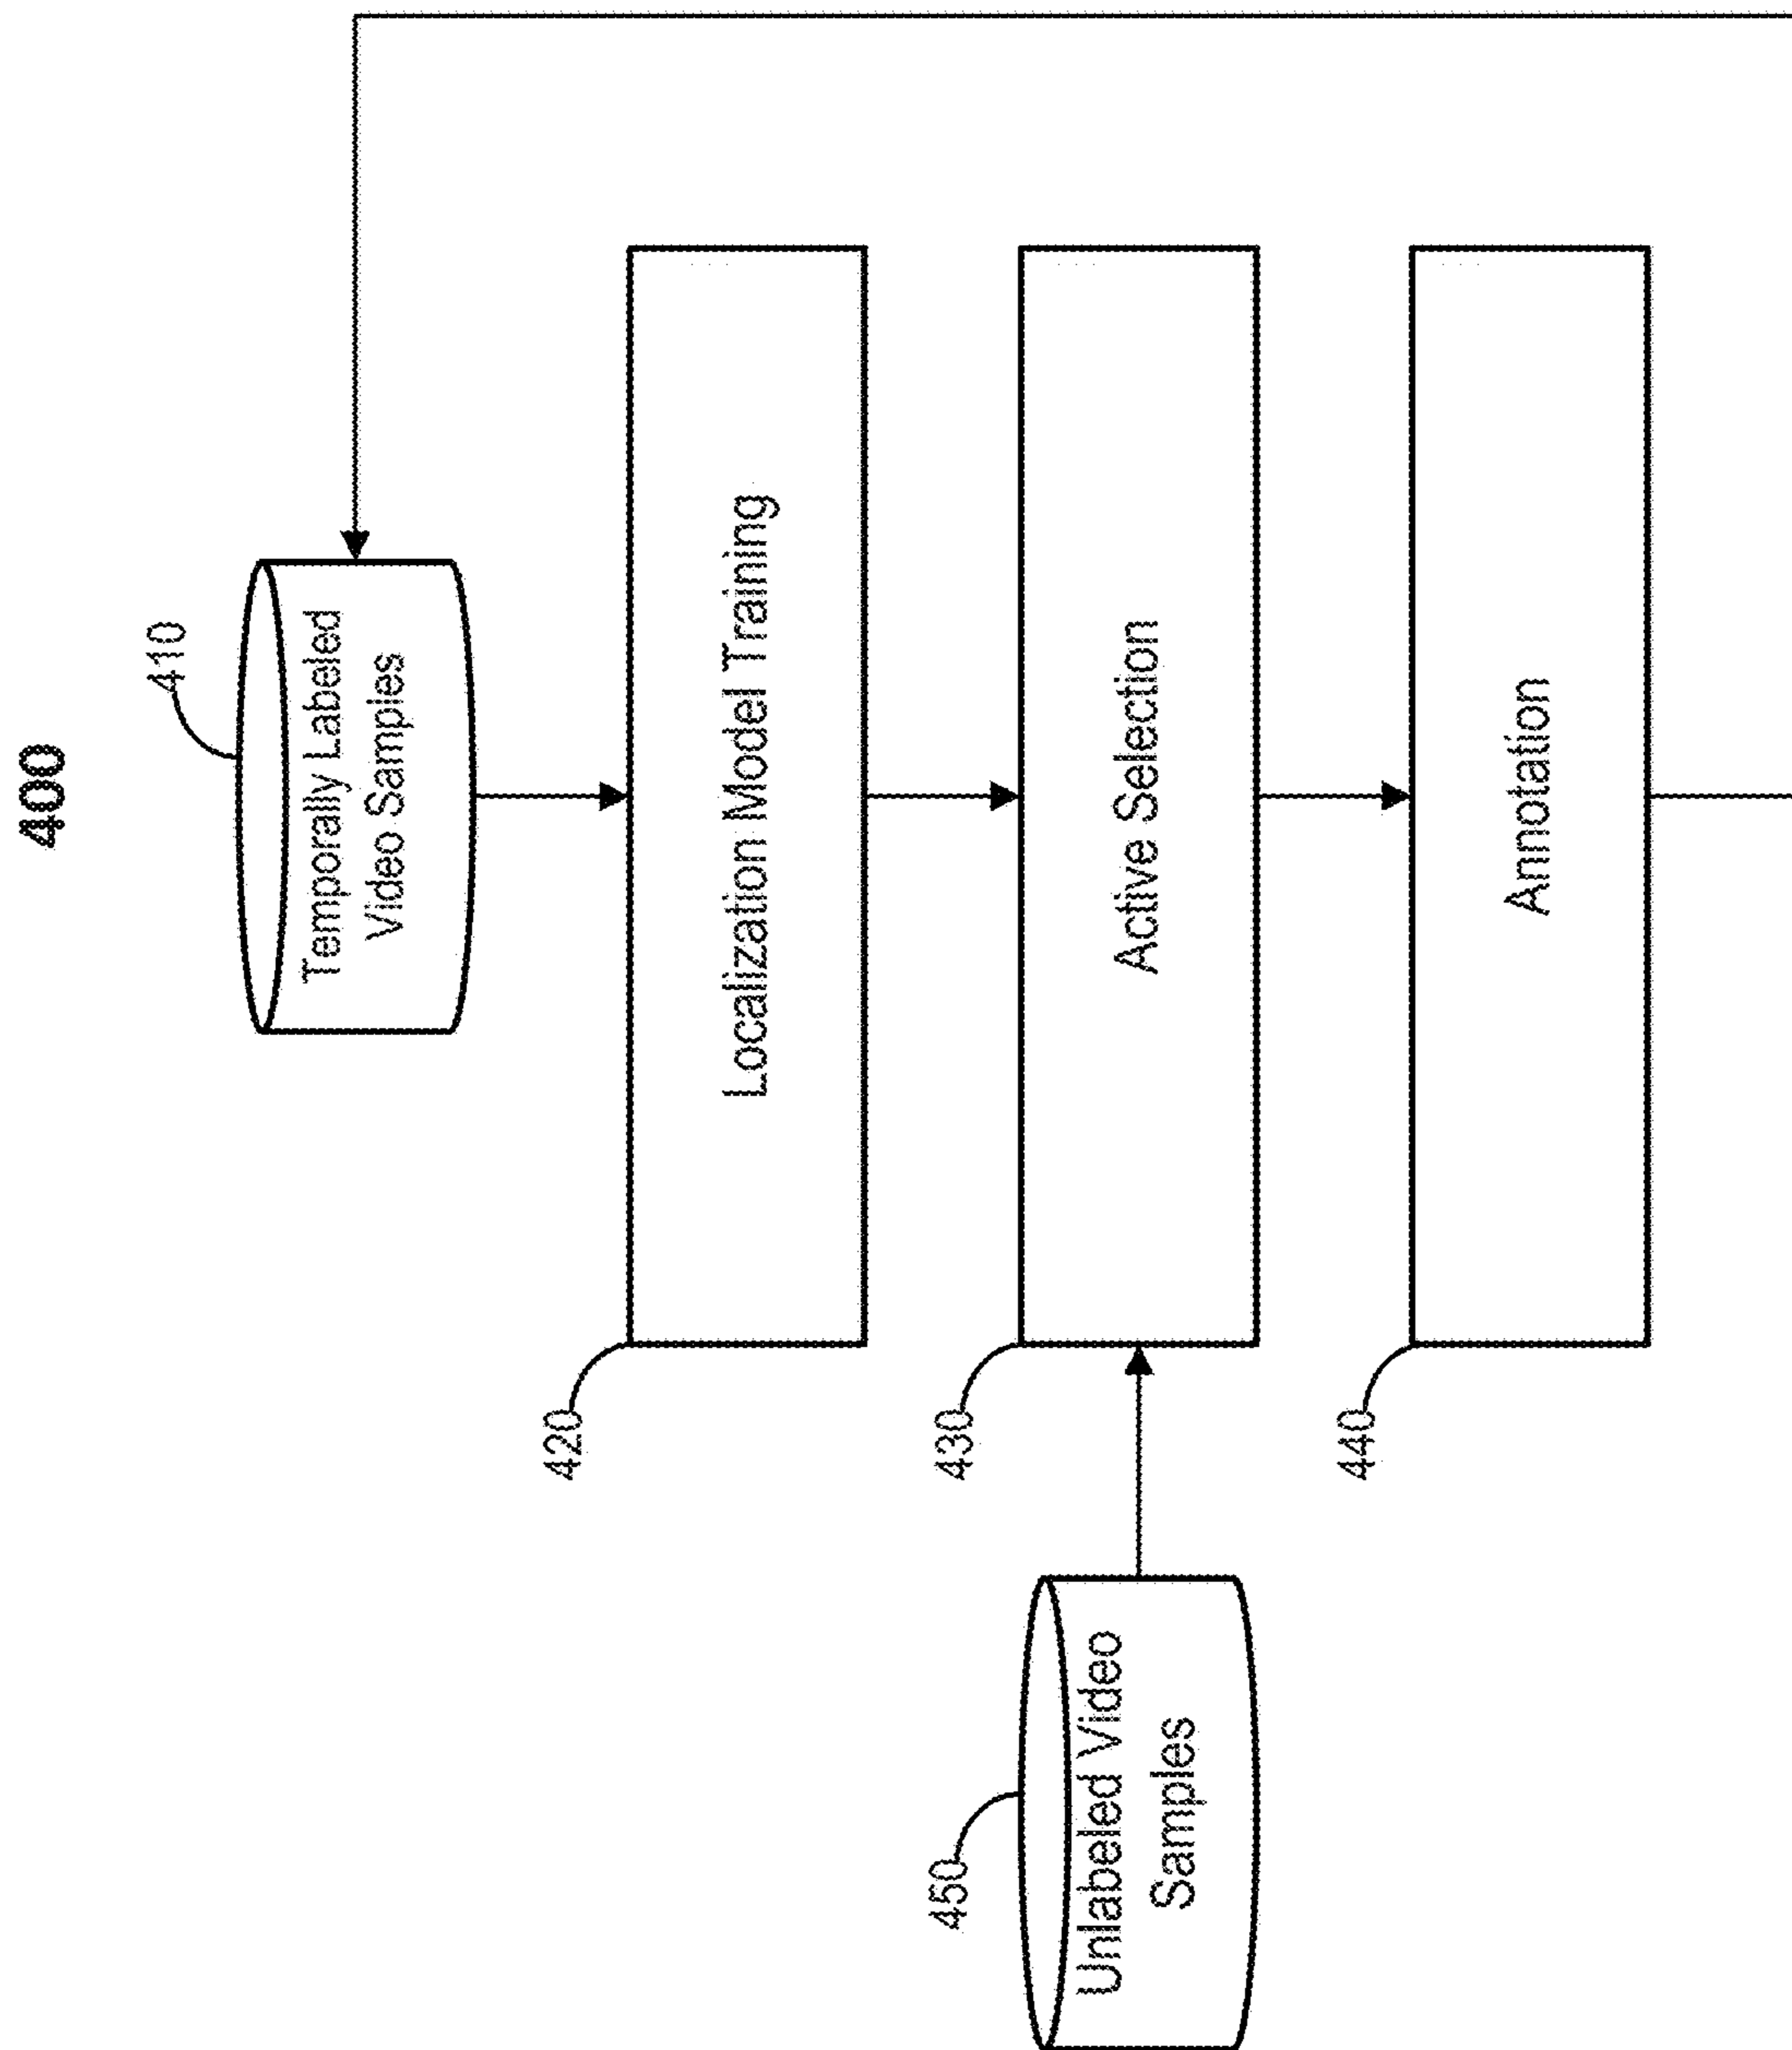 400
410
Temporally Labeled
Video Samples
420
Localization Model Training
430
Active Selection
440
Annotation
450
Unlabeled Video
Samples